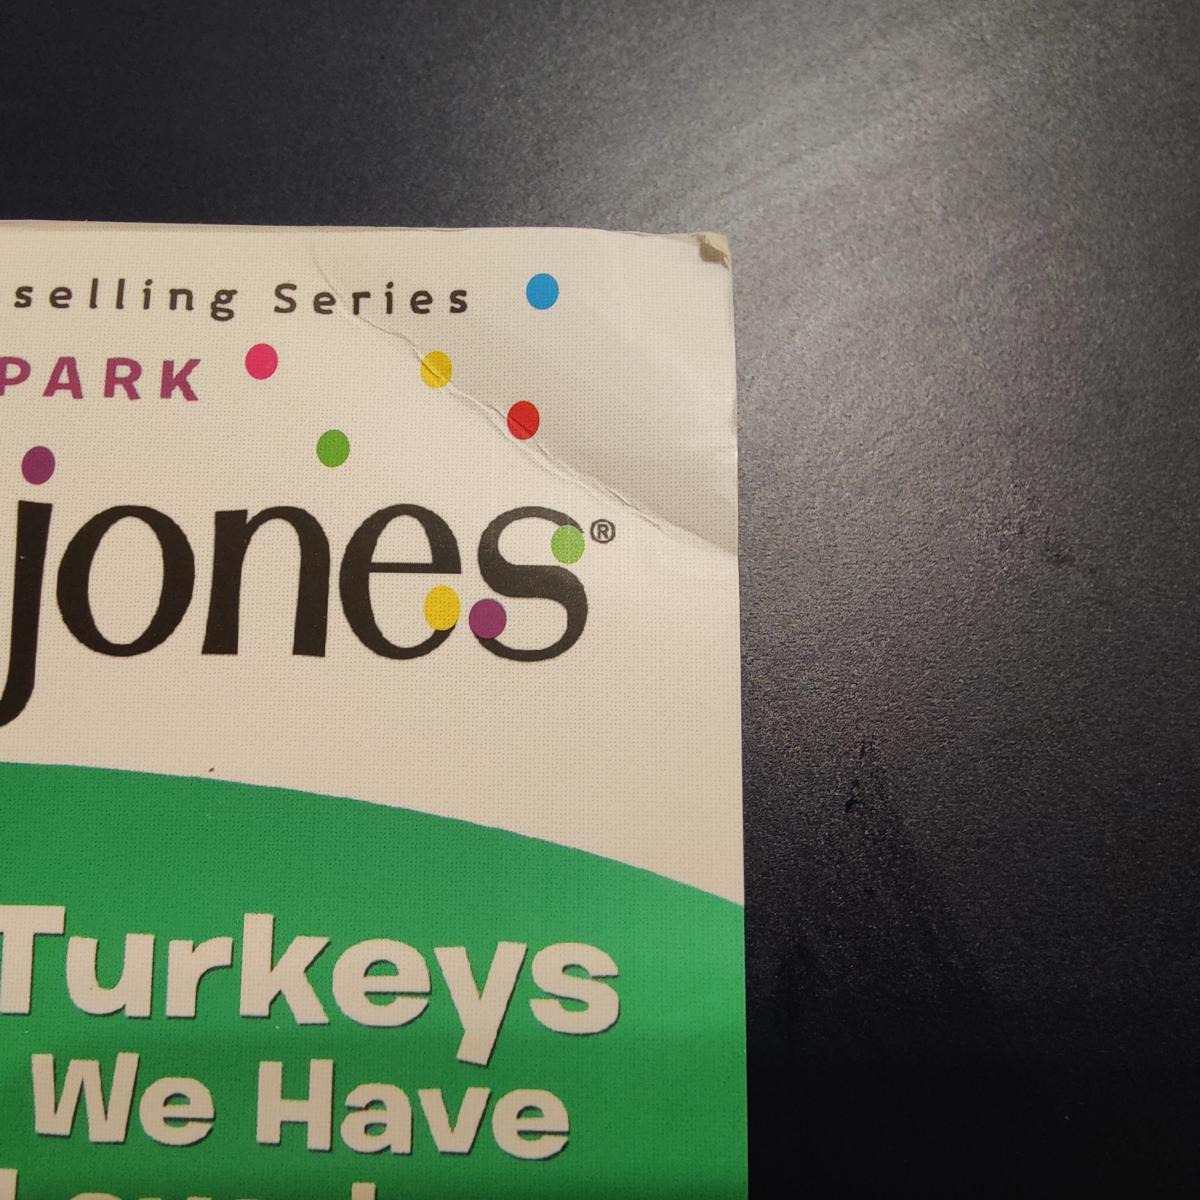 selling Series
PARK
jones®
Turkeys
We Have